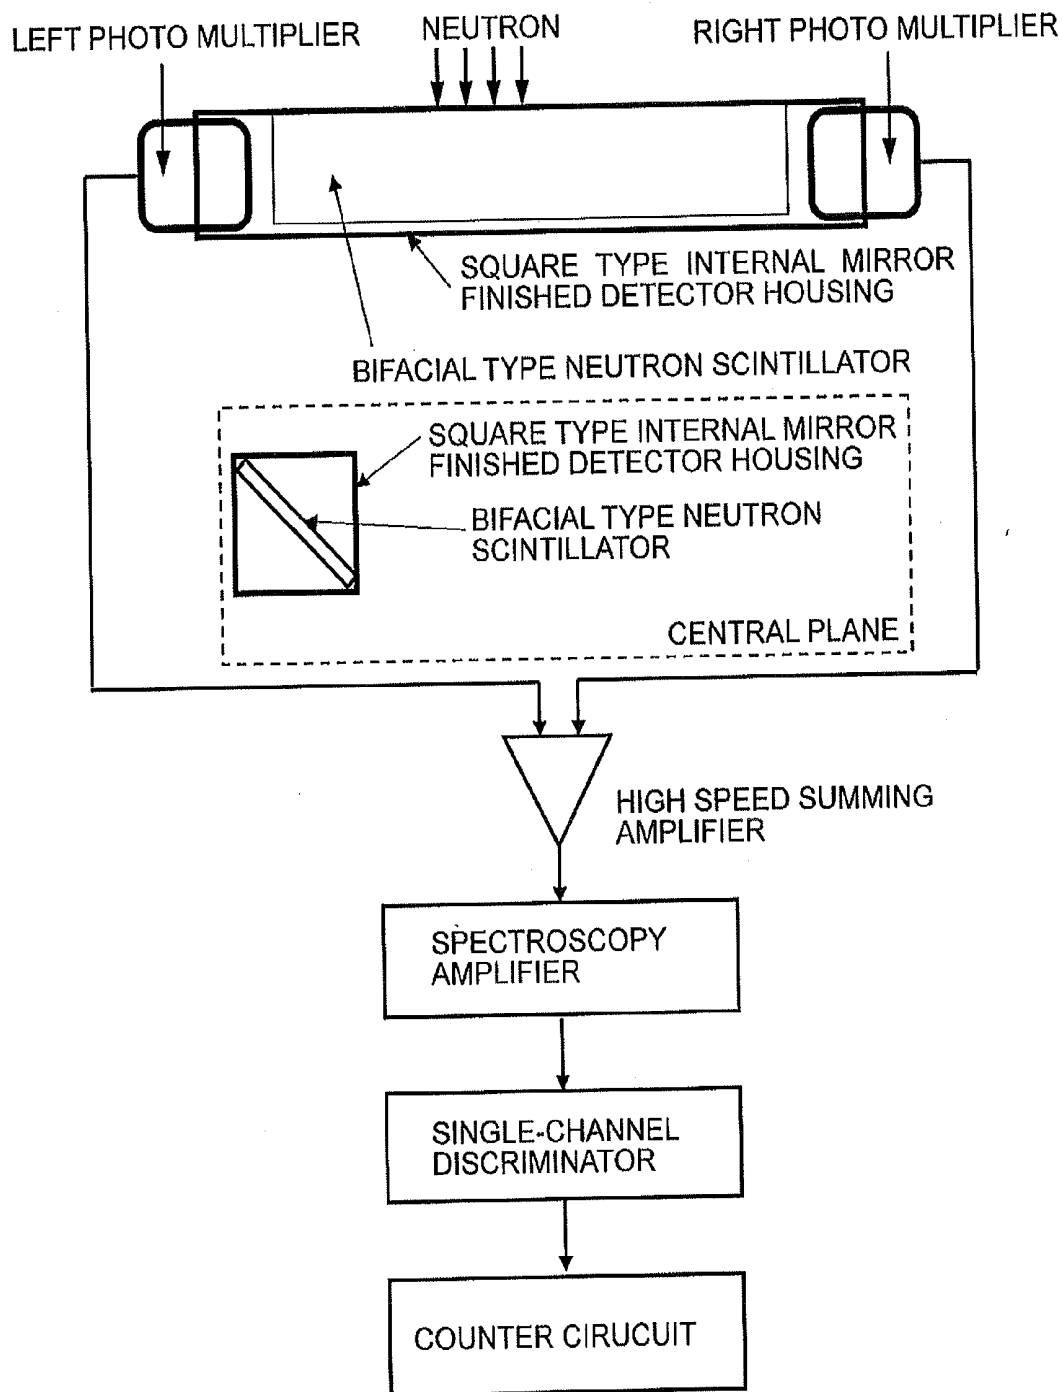 LEFT PHOTO MULTIPLIER
NEUTRON
RIGHT PHOTO MULTIPLIER
SQUARE TYPE INTERNAL MIRROR
FINISHED DETECTOR HOUSING
BIFACIAL TYPE NEUTRON SCINTILLATOR
SQUARE TYPE INTERNAL MIRROR
FINISHED DETECTOR HOUSING
BIFACIAL TYPE NEUTRON
SCINTILLATOR
CENTRAL PLANE
HIGH SPEED SUMMING
AMPLIFIER
SPECTROSCOPY
AMPLIFIER
SINGLE-CHANNEL
DISCRIMINATOR
COUNTER CIRUCUIT